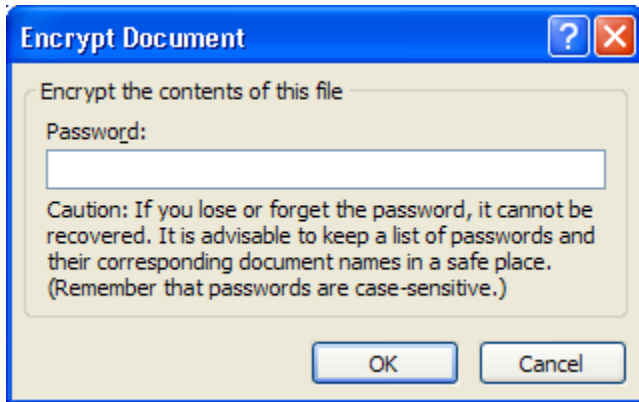 Encrypt Document
Encrypt the contents of this file
Password:
Caution: If you lose or forget the password, it cannot be
recovered. It is advisable to keep a list of passwords and
their corresponding document names in a safe place.
(Remember that passwords are case-sensitive.)
OK Cancel